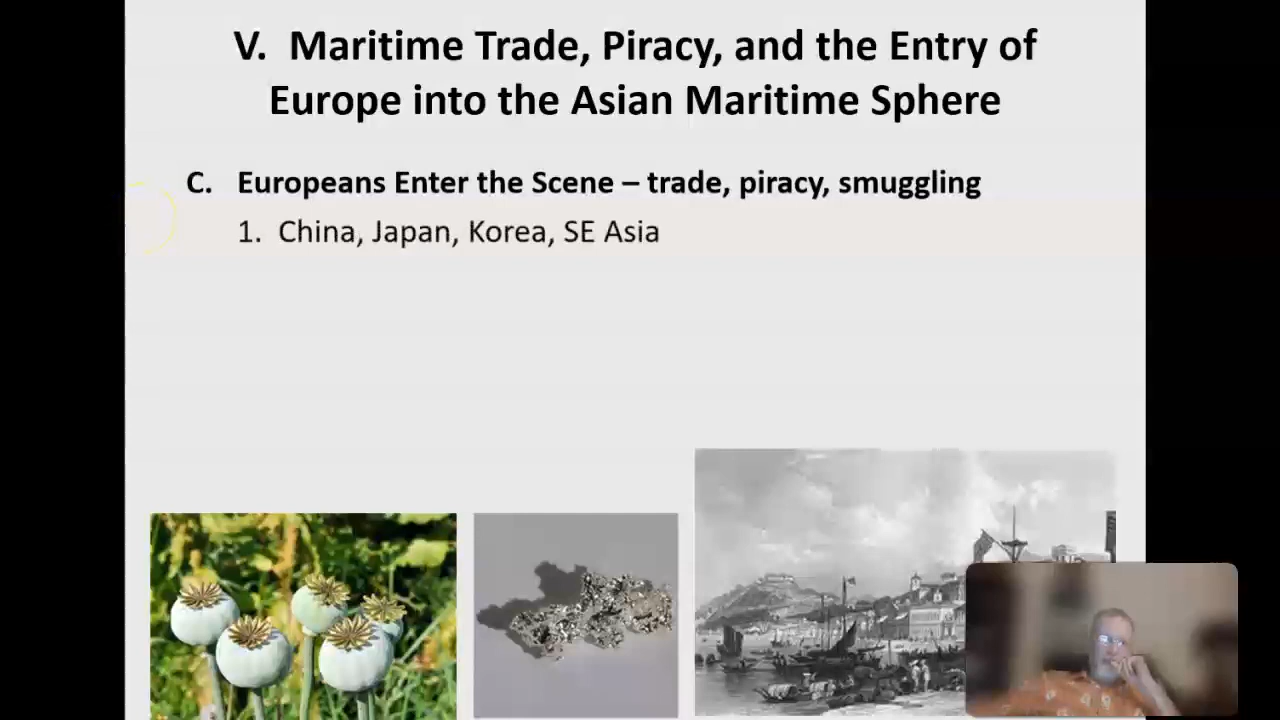 V. Maritime Trade, Piracy, and the Entry of
Europe into the Asian Maritime Sphere
C. Europeans Enter the Scene – trade, piracy, smuggling
1. China, Japan, Korea, SE Asia